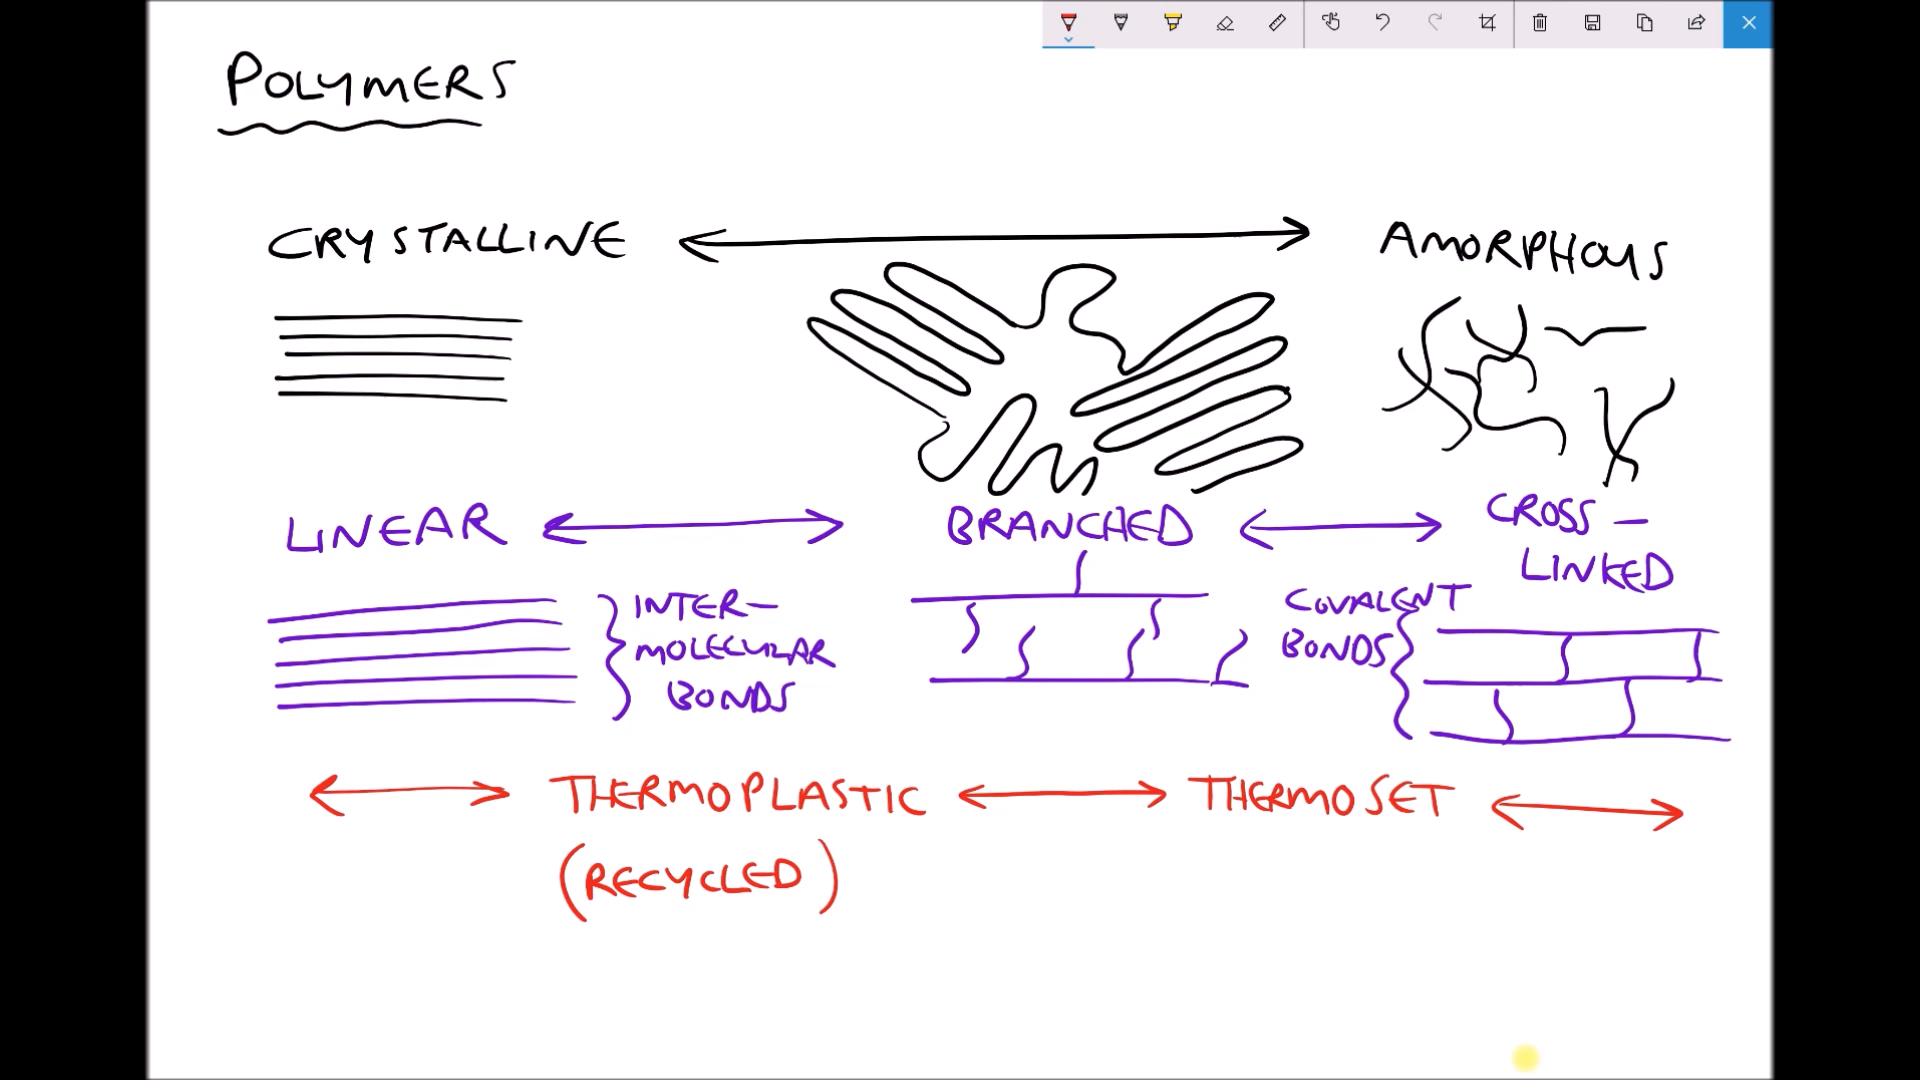 POLYMERS
CRYSTALLINE
AMORPHOUS
LINEAR
BRANCHED
CROSS-
LINKED
INTER-
MOLECULAR
BONDS
COVALENT
BONDS
THERMOPLASTIC
THERMOSET
(RECYCLED)